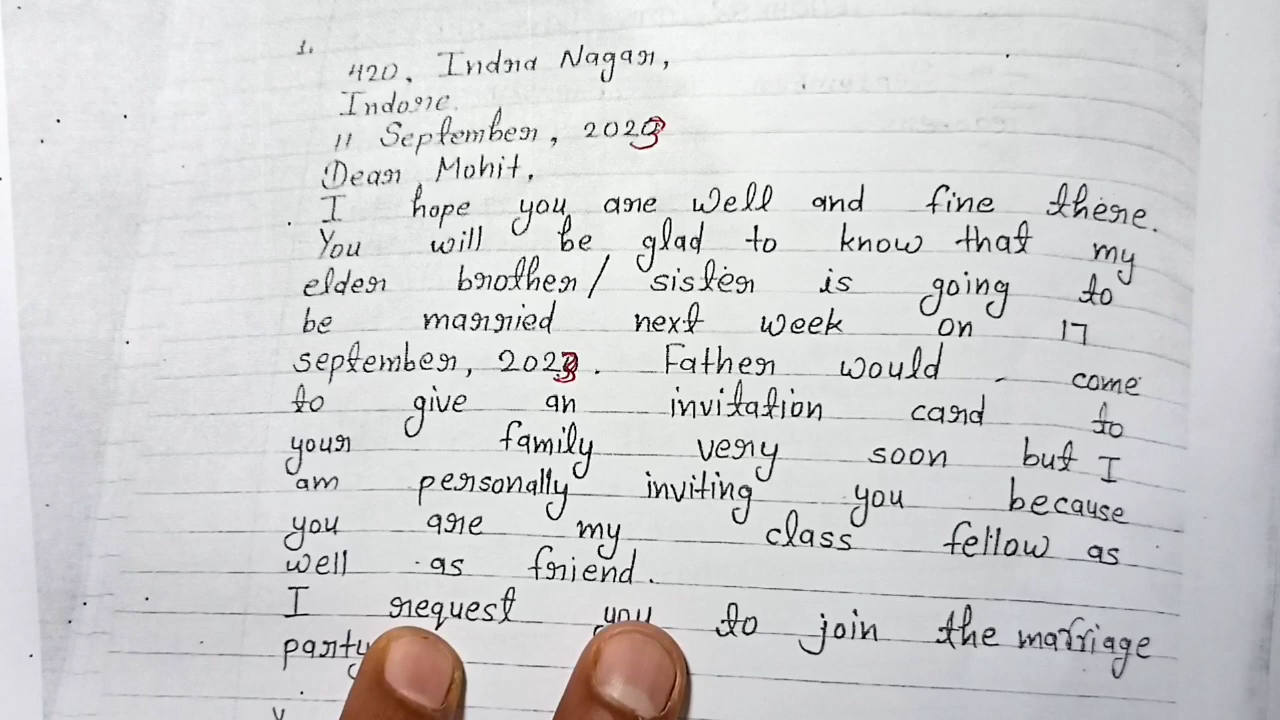 1.
420, Indra Nagar,
Indore.
11 September, 2023
Dear Mohit,
I hope you are well and fine there.
You will be glad to know that my
elder brother/ sister is going to
be married next week on 17
september, 2023. Father would come
to give an invitation card to
your family very soon but I
am personally inviting you because
you are my class fellow as
well as friend.
I request you to join the marriage
party